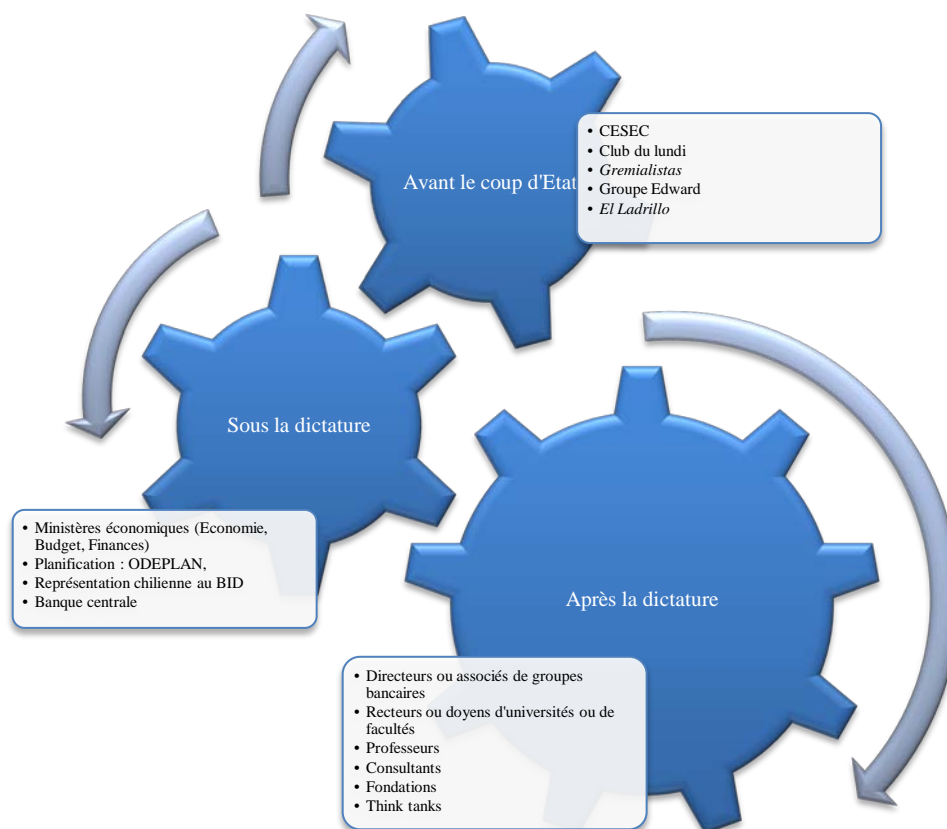 Avant le coup d'Etat
• CESEC
• Club du lundi
• Gremialistas
• Groupe Edward
• El Ladrillo
Sous la dictature
• Ministères économiques (Economie,
Budget, Finances)
• Planification : ODEPLAN,
• Représentation chilienne au BID
• Banque centrale
Après la dictature
• Directeurs ou associés de groupes
bancaires
• Recteurs ou doyens d'universités ou de
facultés
• Professeurs
• Consultants
• Fondations
• Think tanks